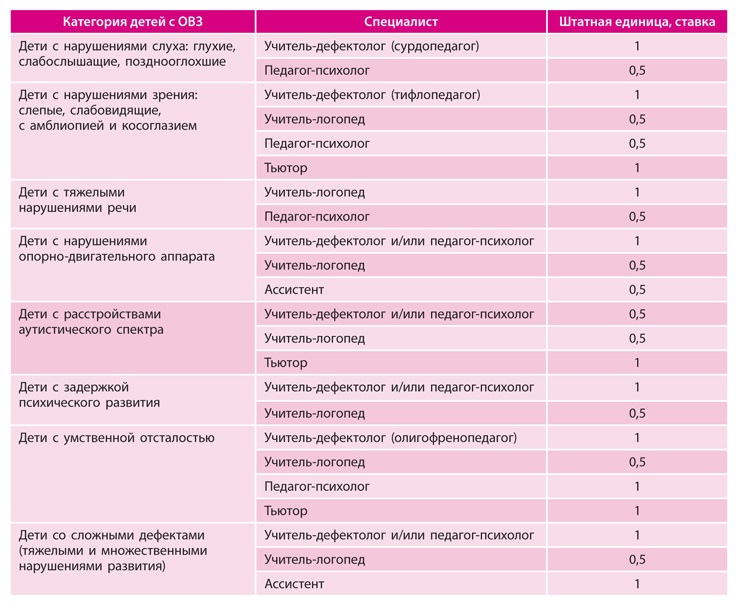 Категория детей с ОВЗ Специалист Штатная единица, ставка
Дети с нарушениями слуха: глухие, Учитель-дефектолог (сурдопедагог) 1
слабослышащие, позднооглохшие Педагог-психолог 0,5
Дети с нарушениями зрения: Учитель-дефектолог (тифлопедагог) 1
слепые, слабовидящие, Учитель-логопед 0,5
с амблиопией и косоглазием Педагог-психолог 0,5
Тьютор 1
Дети с тяжелыми Учитель-логопед 1
нарушениями речи Педагог-психолог 0,5
Дети с нарушениями Учитель-дефектолог и/или педагог-психолог 1
опорно-двигательного аппарата Учитель-логопед 0,5
Ассистент 0,5
Дети с расстройствами Учитель-дефектолог и/или педагог-психолог 0,5
аутистического спектра Учитель-логопед 0,5
Тьютор 1
Дети с задержкой Учитель-дефектолог и/или педагог-психолог 1
психического развития Учитель-логопед 0,5
Дети с умственной отсталостью Учитель-дефектолог (олигофренопедагог) 1
Учитель-логопед 0,5
Педагог-психолог 1
Тьютор 1
Дети со сложными дефектами Учитель-дефектолог и/или педагог-психолог 1
(тяжелыми и множественными Учитель-логопед 0,5
нарушениями развития) Ассистент 1